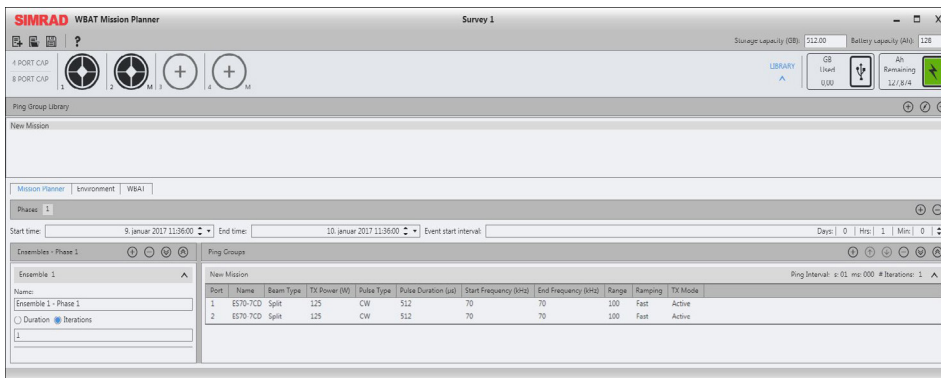 SIMRAD WBAT Mission Planner Survey 1
? Storage capacity (GB): 512.00 Battery capacity (Ah): 128
4 PORT CAP
8 PORT CAP
1 2 M 3 4 M
LIBRARY
GB Used 0,00
Ah Remaining 127,874
Ping Group Library
New Mission
Mission Planner Environment WBAT
Phases 1
Start time: 9. januar 2017 11:36:00 End time: 10. januar 2017 11:36:00 Event start interval: Days: 0 Hrs: 1 Min: 0
Ensembles - Phase 1 Ping Groups
Ensemble 1 New Mission Ping Interval: s: 01 ms: 000 # Iterations: 1
Name:
Ensemble 1 - Phase 1
Duration Iterations
1
Port Name Beam Type TX Power (W) Pulse Type Pulse Duration (µs) Start Frequency (kHz) End Frequency (kHz) Range Ramping TX Mode
1 ES70-7CD Split 125 CW 512 70 70 100 Fast Active
2 ES70-7CD Split 125 CW 512 70 70 100 Fast Active